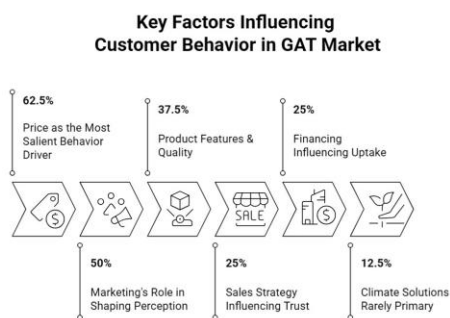 Key Factors Influencing
Customer Behavior in GAT Market
62.5%
Price as the Most
Salient Behavior
Driver
37.5%
Product Features &
Quality
25%
Financing
Influencing Uptake
SALE
50%
Marketing's Role in
Shaping Perception
25%
Sales Strategy
Influencing Trust
12.5%
Climate Solutions
Rarely Primary